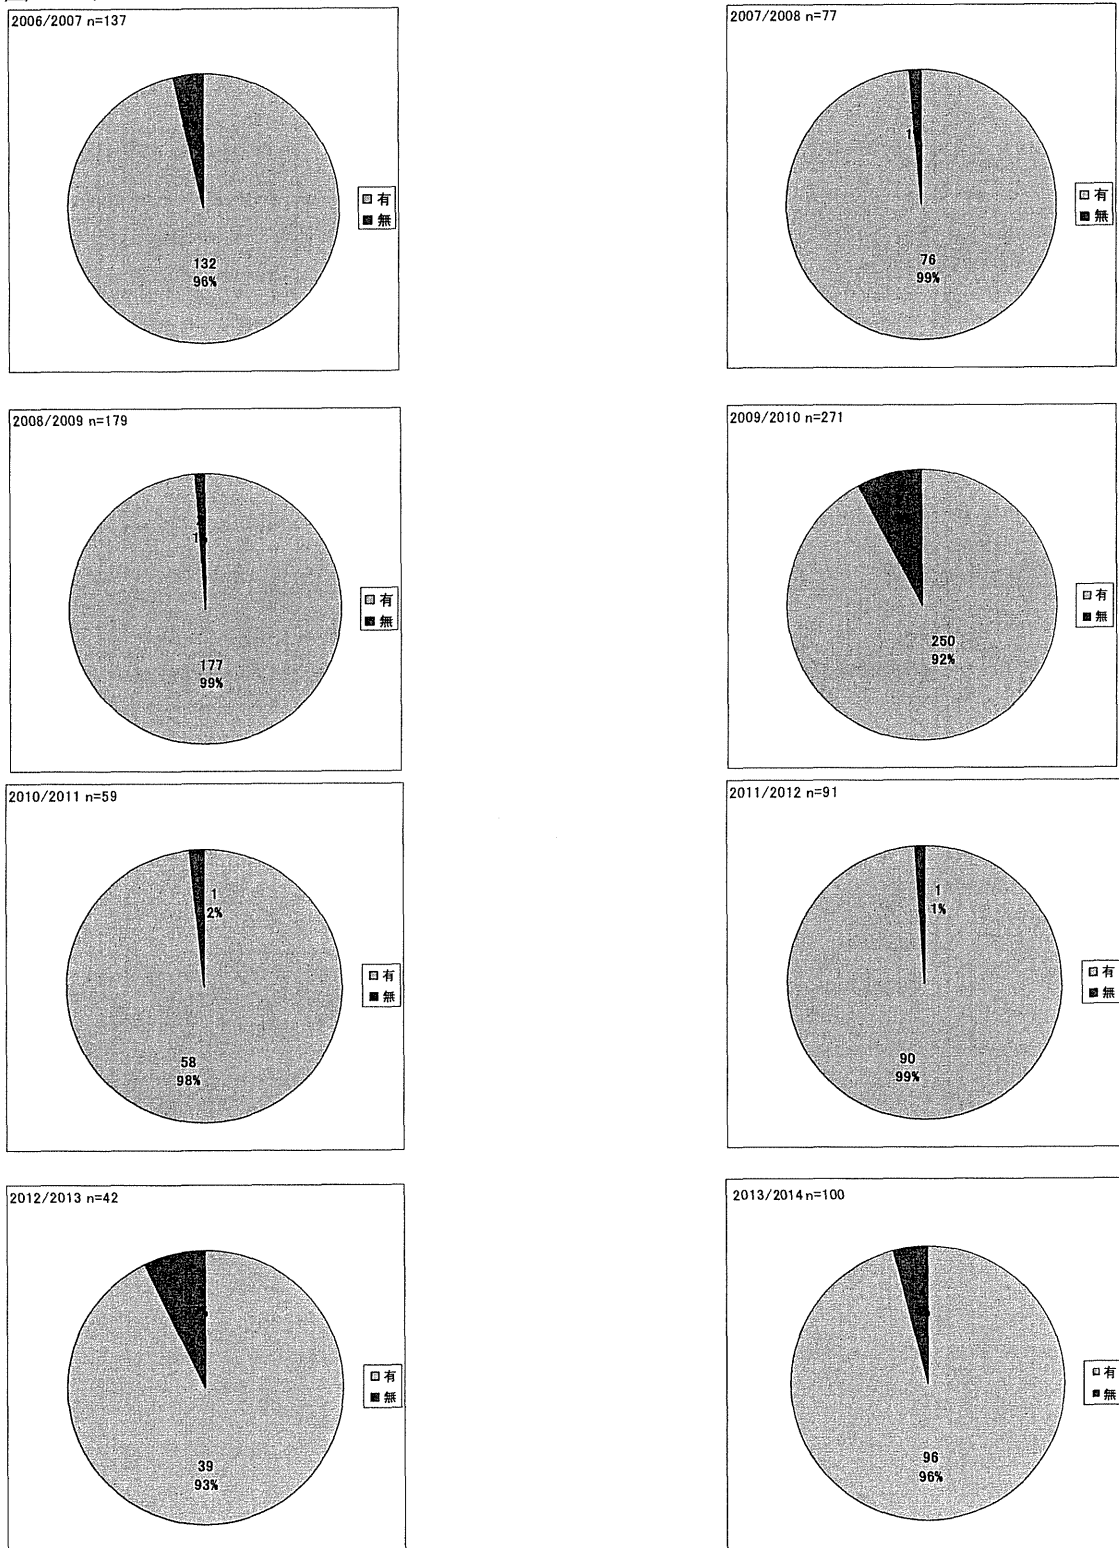 2006/2007 n=137
132
96%
有
無
2007/2008 n=77
1
76
99%
有
無
2008/2009 n=179
1
177
99%
有
無
2009/2010 n=271
250
92%
有
無
2010/2011 n=59
1
2%
58
98%
有
無
2011/2012 n=91
1
1%
90
99%
有
無
2012/2013 n=42
39
93%
有
無
2013/2014 n=100
96
96%
有
無